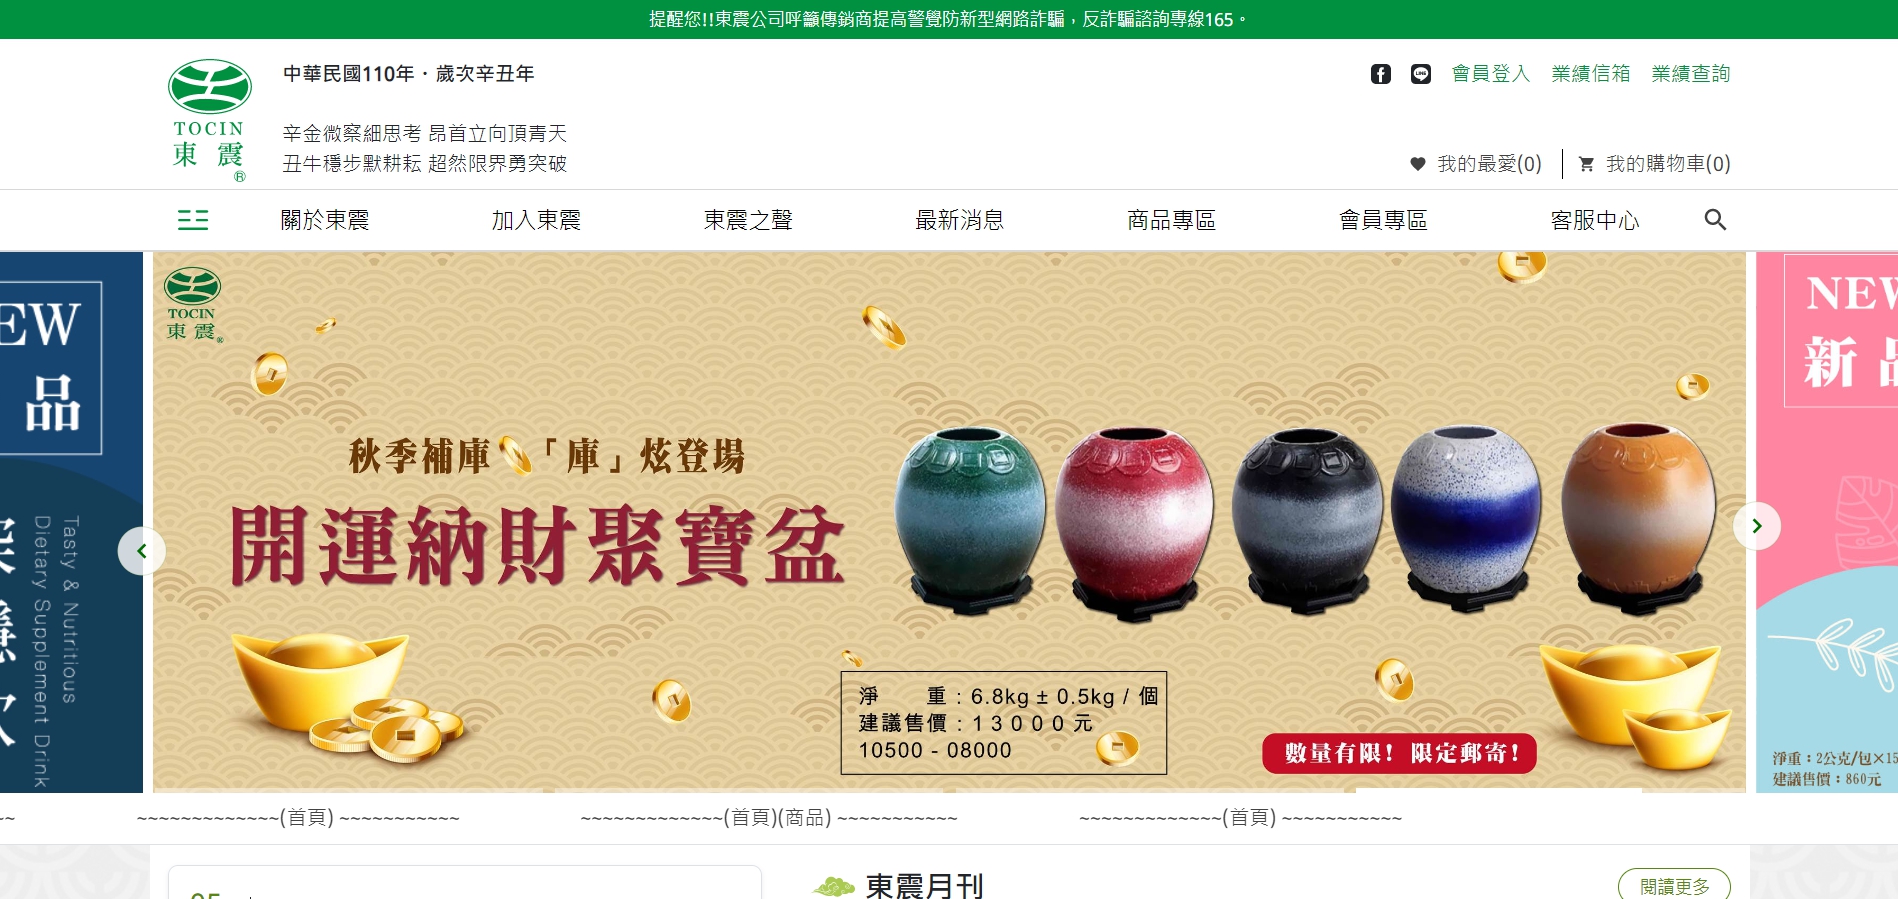 提醒您!!東震公司呼籲傳銷商提高警覺防新型網路詐騙，反詐騙諮詢專線165。
中華民國110年・歲次辛丑年
會員登入 業績信箱 業績查詢
TOCIN
東震®
辛金微察細思考 昂首立向頂青天
丑牛穩步默耕耘 超然限界勇突破
我的最愛(0) 我的購物車(0)
關於東震 加入東震 東震之聲 最新消息 商品專區 會員專區 客服中心
EW
品
Tasty & Nutritious
Dietary Supplement Drink
TOCIN
東震®
秋季補庫「庫」炫登場
開運納財聚寶盆
淨 重：6.8kg ± 0.5kg / 個
建議售價：13000元
10500 - 08000
數量有限! 限定郵寄!
NEW
新品
淨重：2公克/包×15
建議售價：860元
~~ ~~~~~~~~~~~~~(首頁) ~~~~~~~~~~~ ~~~~~~~~~~~~~(首頁)(商品) ~~~~~~~~~~~ ~~~~~~~~~~~~~(首頁) ~~~~~~~~~~~
東震月刊
閱讀更多